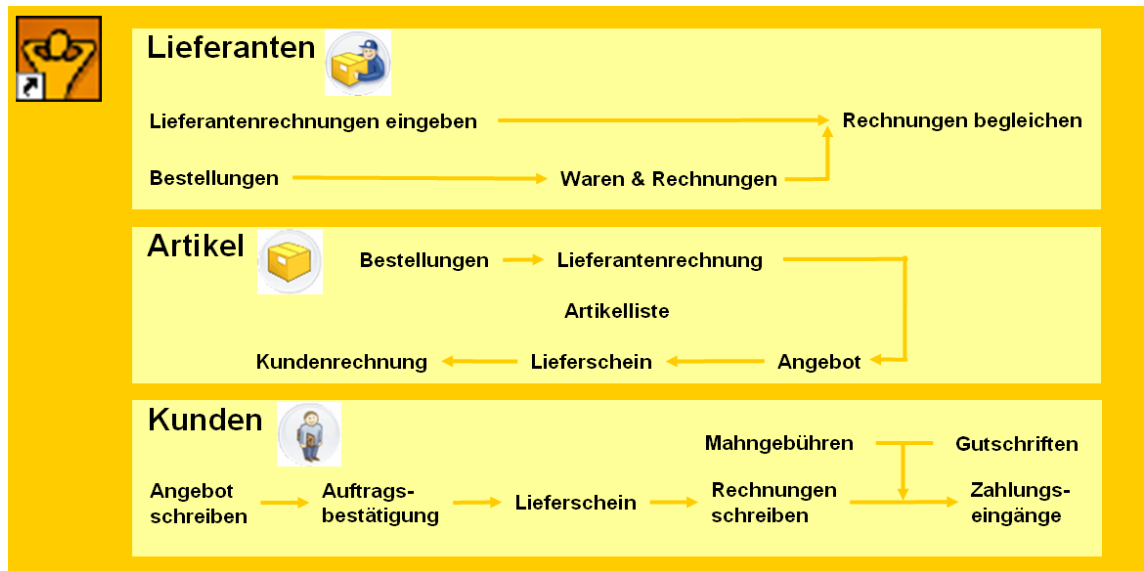 Lieferanten
Lieferantenrechnungen eingeben
Rechnungen begleichen
Bestellungen
Waren & Rechnungen
Artikel
Bestellungen
Lieferantenrechnung
Artikelliste
Kundenrechnung
Lieferschein
Angebot
Kunden
Mahngebühren
Gutschriften
Angebot
schreiben
Auftrags-
bestätigung
Lieferschein
Rechnungen
schreiben
Zahlungs-
eingänge